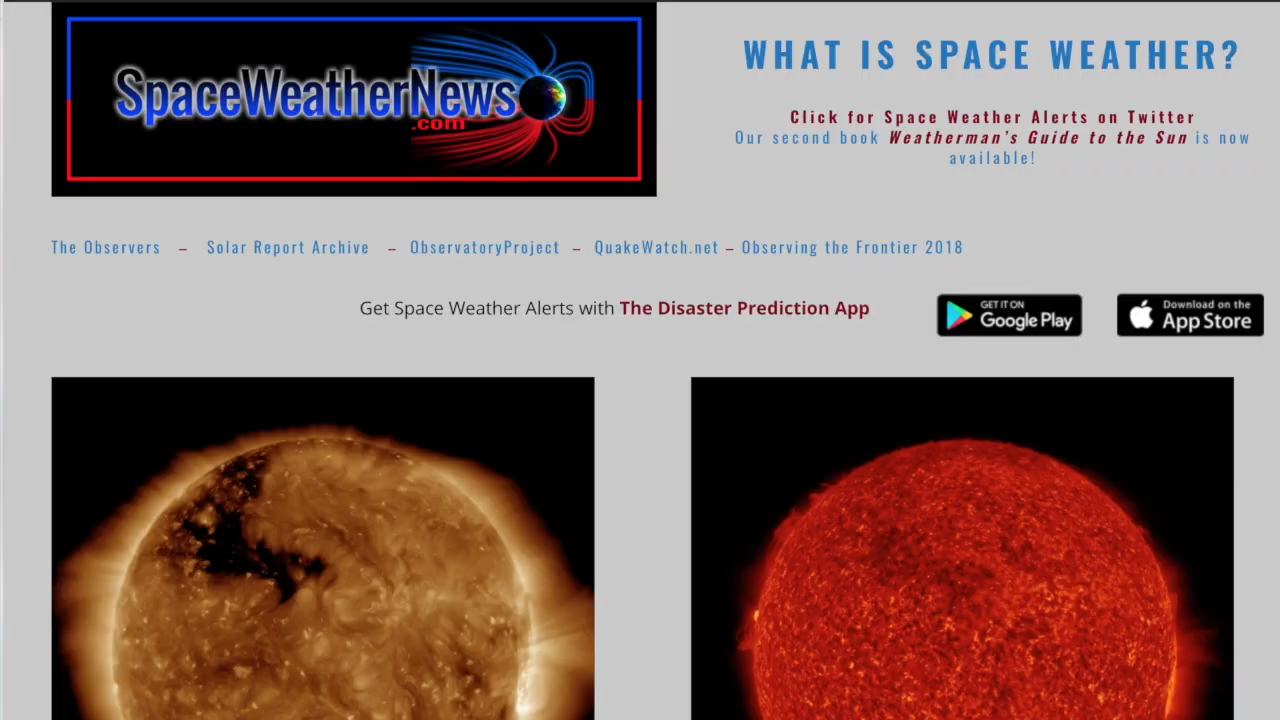 SpaceWeatherNews
.com
WHAT IS SPACE WEATHER?
Click for Space Weather Alerts on Twitter
Our second book Weatherman's Guide to the Sun is now
available!
The Observers – Solar Report Archive – ObservatoryProject – QuakeWatch.net – Observing the Frontier 2018
Get Space Weather Alerts with The Disaster Prediction App
GET IT ON
Google Play
Download on the
App Store